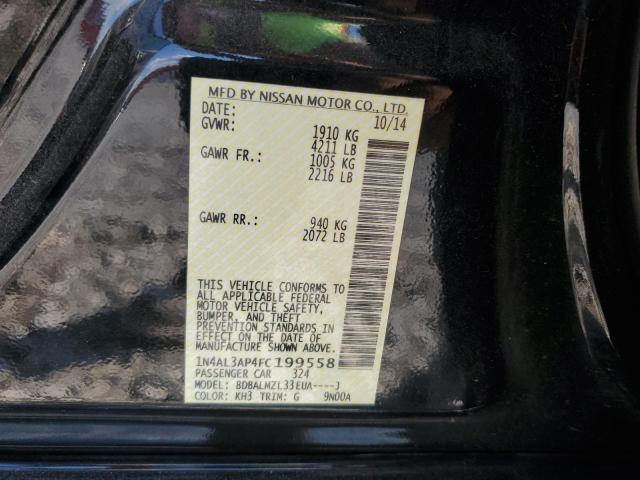 MFD BY NISSAN MOTOR CO., LTD.
DATE: 10/14
GVWR: 1910 KG
4211 LB
GAWR FR.: 1005 KG
2216 LB
GAWR RR.: 940 KG
2072 LB
THIS VEHICLE CONFORMS TO
ALL APPLICABLE FEDERAL
MOTOR VEHICLE SAFETY,
BUMPER, AND THEFT
PREVENTION STANDARDS IN
EFFECT ON THE DATE OF
MANUFACTURE SHOWN ABOVE.
1N4AL3AP4FC199558
PASSENGER CAR 324
MODEL: BDBALMZL33EUA----J
COLOR: KH3 TRIM: G 9N00A